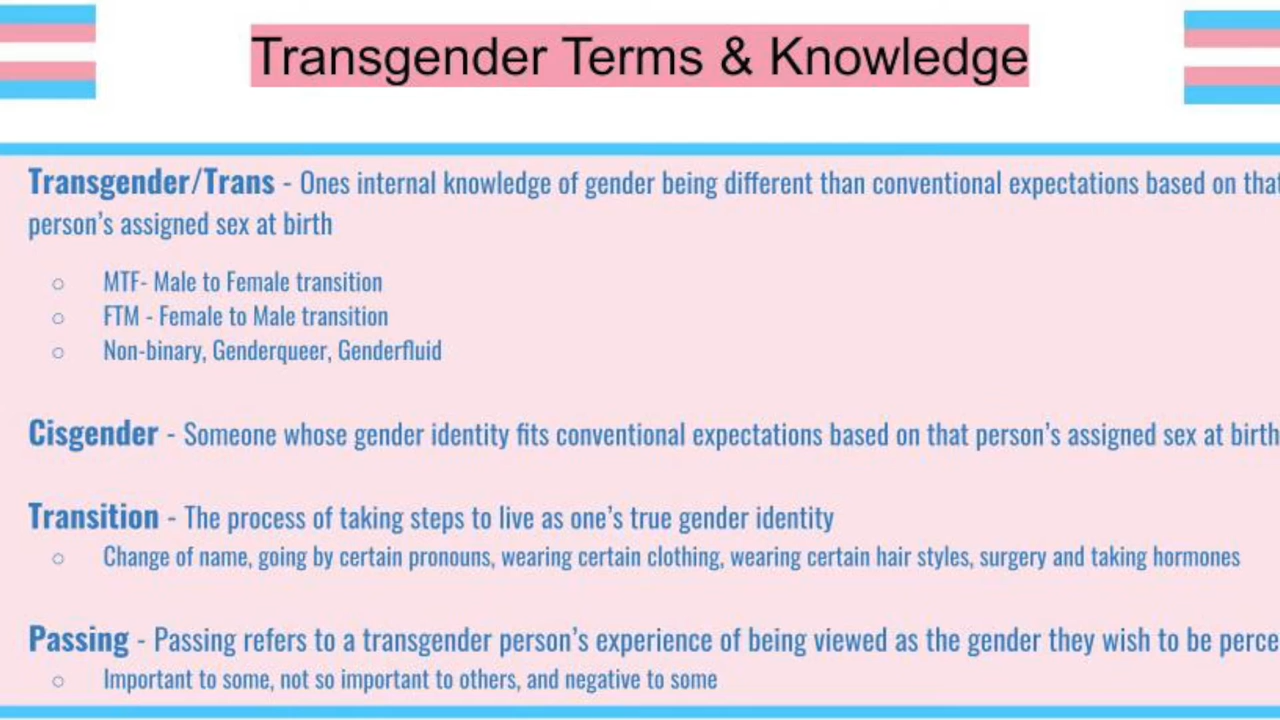 Transgender Terms & Knowledge
Transgender/Trans - Ones internal knowledge of gender being different than conventional expectations based on that
person's assigned sex at birth
○ MTF- Male to Female transition
○ FTM - Female to Male transition
○ Non-binary, Genderqueer, Genderfluid
Cisgender - Someone whose gender identity fits conventional expectations based on that person's assigned sex at birth
Transition - The process of taking steps to live as one's true gender identity
○ Change of name, going by certain pronouns, wearing certain clothing, wearing certain hair styles, surgery and taking hormones
Passing - Passing refers to a transgender person's experience of being viewed as the gender they wish to be
○ Important to some, not so important to others, and negative to some